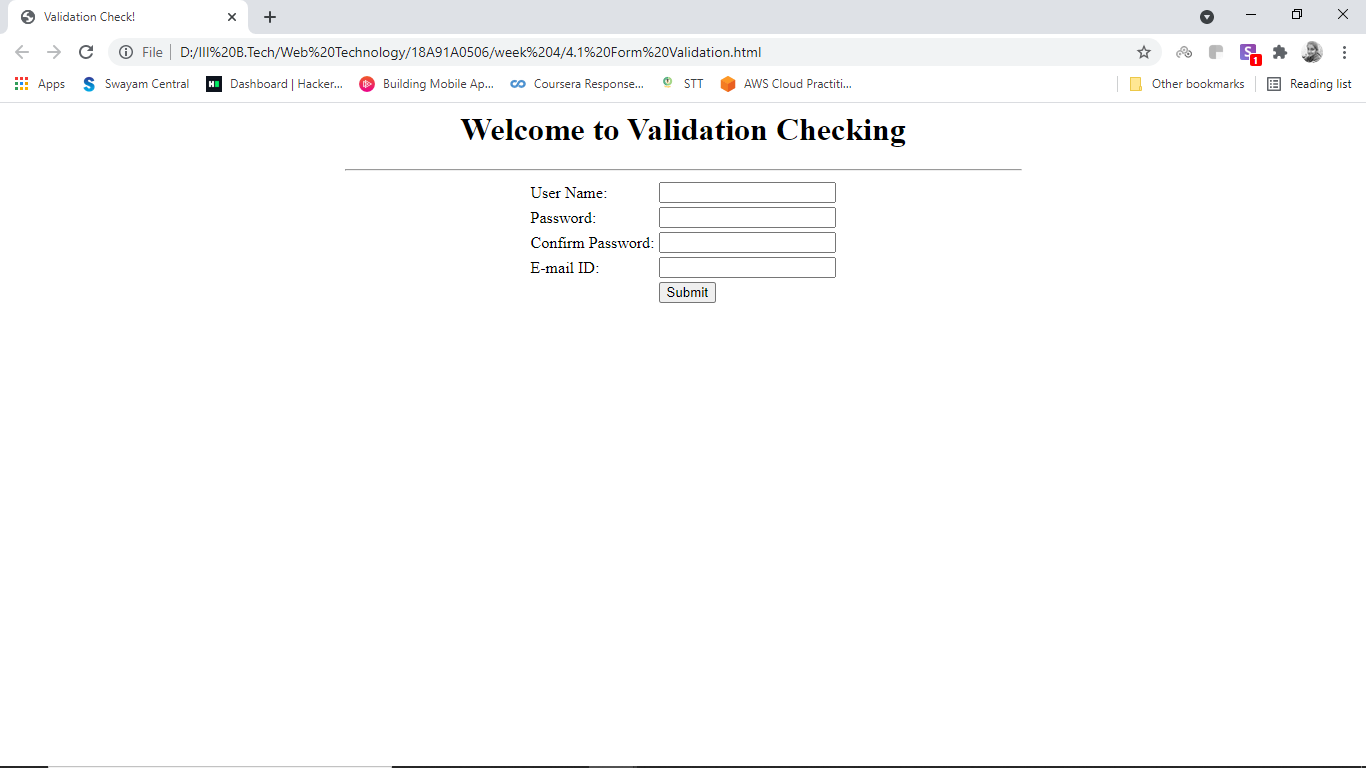 Validation Check!
File D:/III%20B.Tech/Web%20Technology/18A91A0506/week%204/4.1%20Form%20Validation.html
1
Apps Swayam Central Dashboard | Hacker... Building Mobile Ap... Coursera Response... STT AWS Cloud Practiti... Other bookmarks Reading list
Welcome to Validation Checking
User Name:
Password:
Confirm Password:
E-mail ID:
Submit